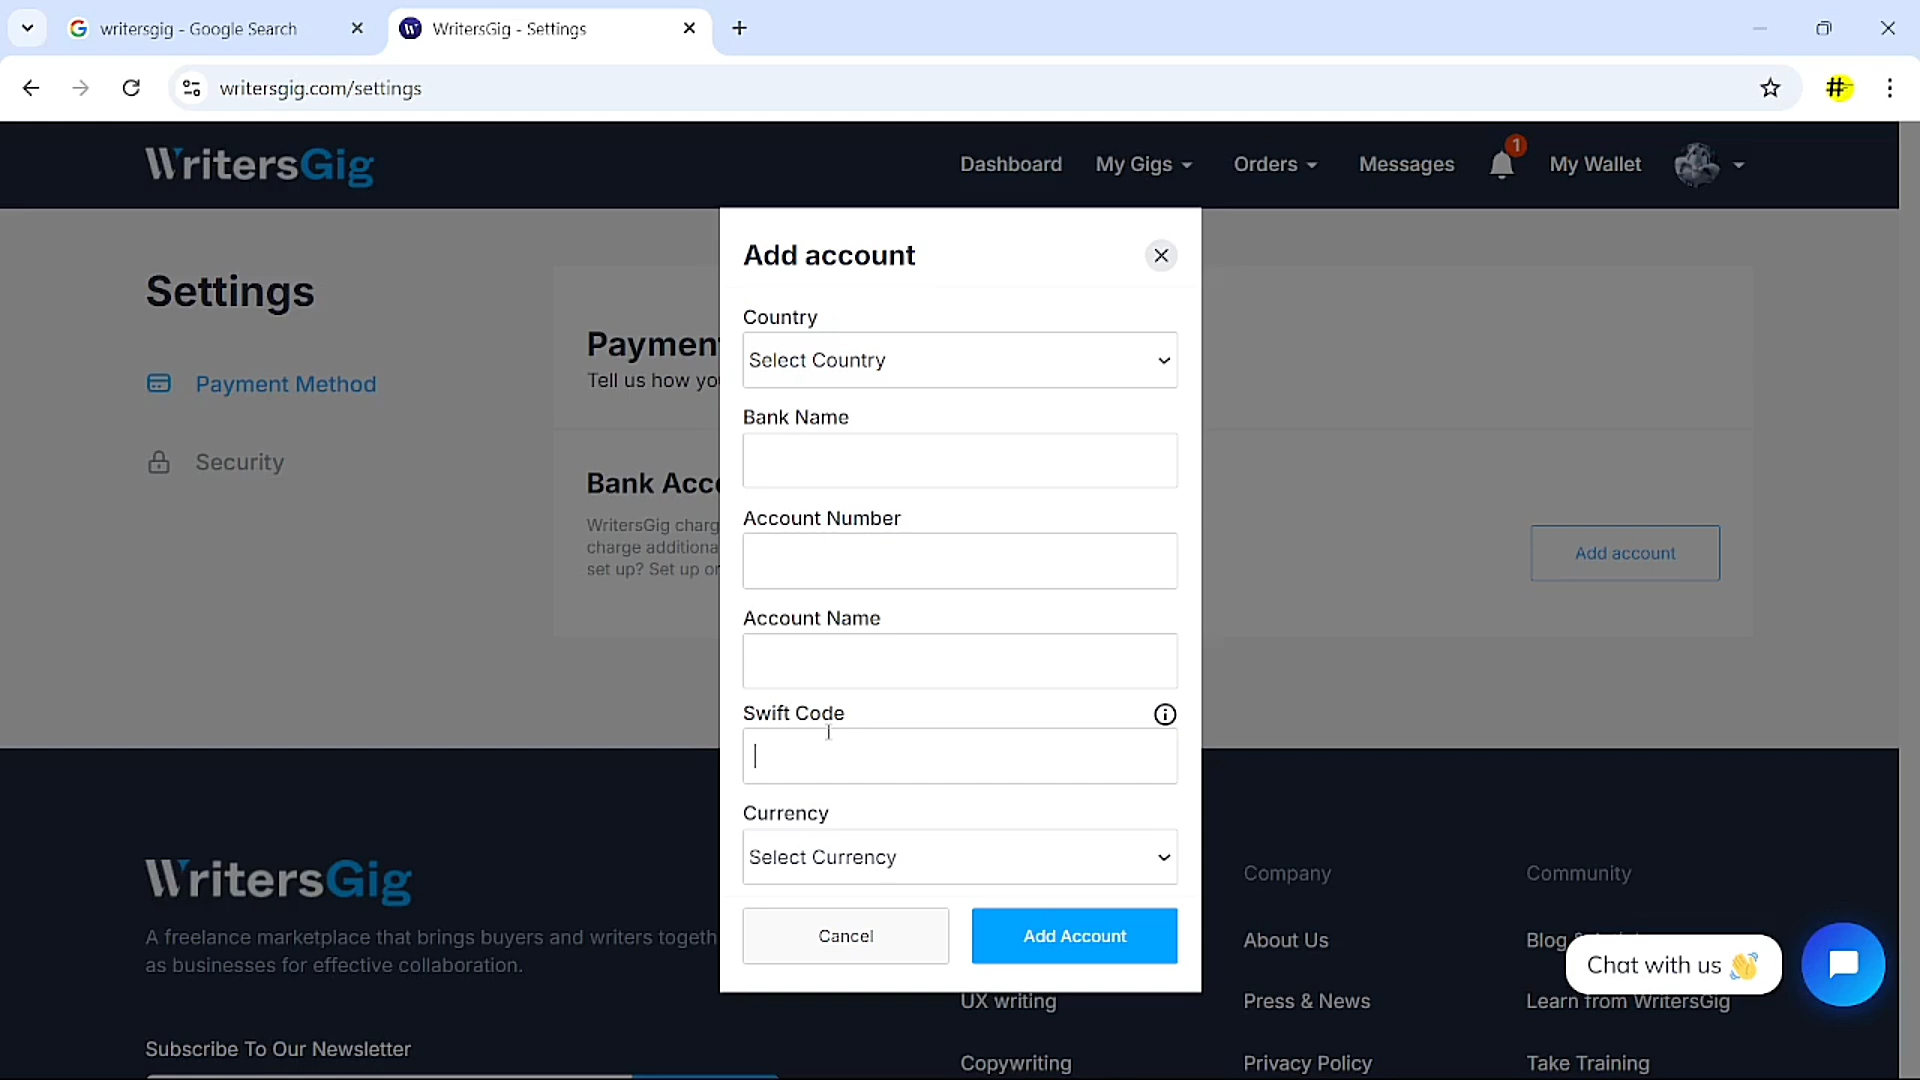 writersgig - Google Search
WritersGig - Settings
writersgig.com/settings
WritersGig
Dashboard
My Gigs
Orders
Messages
1
My Wallet
Settings
Payment Method
Security
Paymen
Tell us how yo
Bank Acc
WritersGig charg
charge additiona
set up? Set up or
Add account
Add account
Country
Select Country
Bank Name
Account Number
Account Name
Swift Code
Currency
Select Currency
Cancel
Add Account
WritersGig
A freelance marketplace that brings buyers and writers togeth
as businesses for effective collaboration.
Subscribe To Our Newsletter
UX writing
Copywriting
Company
About Us
Press & News
Privacy Policy
Community
Blog
Learn from WritersGig
Take Training
Chat with us 👋